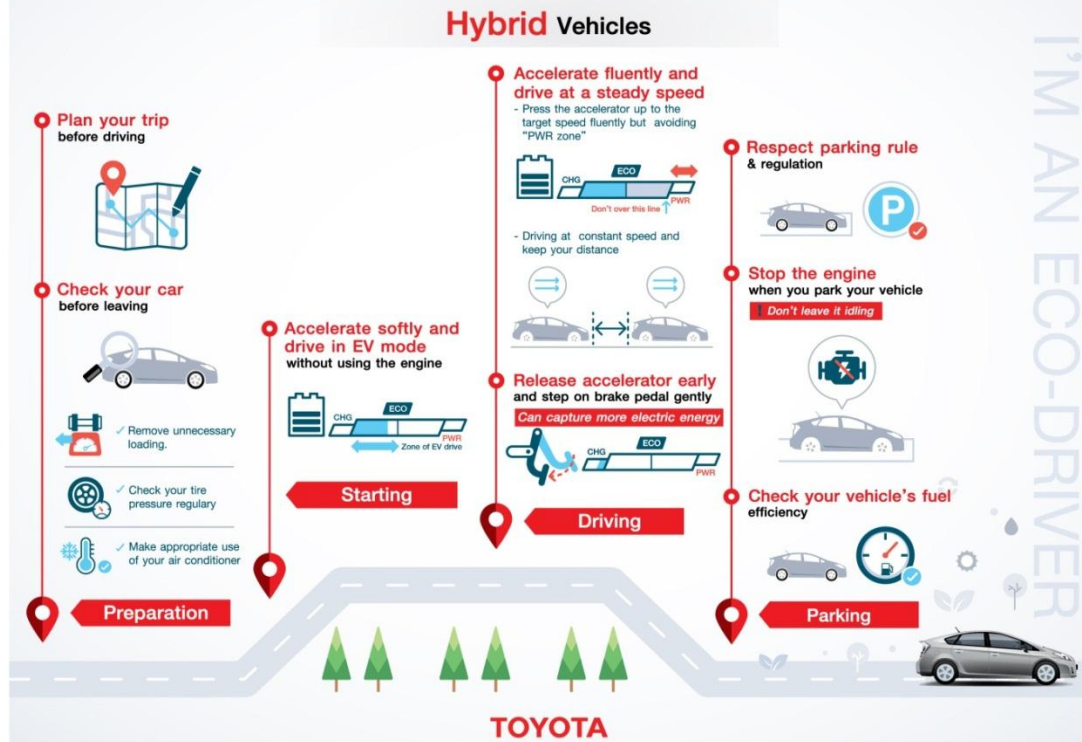 Hybrid Vehicles
Plan your trip
before driving
Check your car
before leaving
✓ Remove unnecessary
loading.
✓ Check your tire
pressure regulary
✓ Make appropriate use
of your air conditioner
Preparation
Accelerate softly and
drive in EV mode
without using the engine
CHG
ECO
PWR
Zone of EV drive
Starting
Accelerate fluently and
drive at a steady speed
- Press the accelerator up to the
target speed fluently but avoiding
"PWR zone"
CHG
ECO
PWR
Don't over this line
- Driving at constant speed and
keep your distance
Release accelerator early
and step on brake pedal gently
Can capture more electric energy
CHG
ECO
PWR
Driving
Respect parking rule
& regulation
P
Stop the engine
when you park your vehicle
! Don't leave it idling
Check your vehicle's fuel
efficiency
Parking
I'M AN ECO-DRIVER
TOYOTA